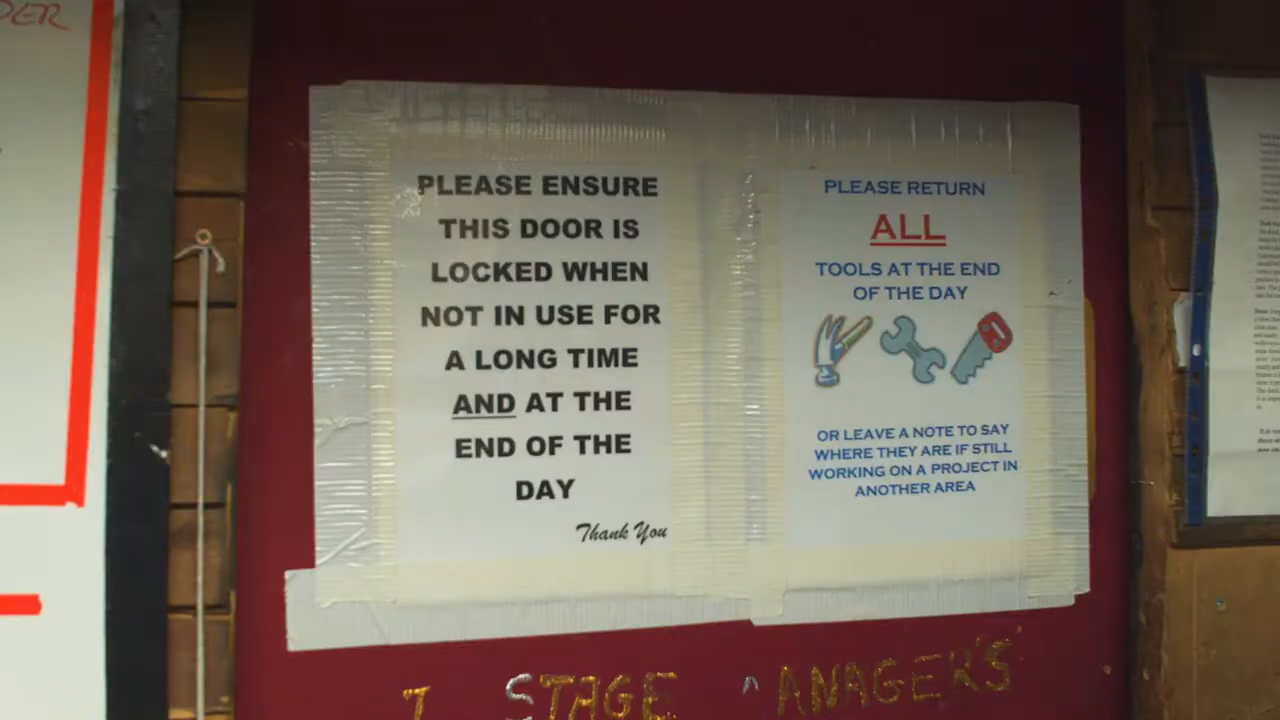 PLEASE ENSURE
THIS DOOR IS
LOCKED WHEN
NOT IN USE FOR
A LONG TIME
AND AT THE
END OF THE
DAY
Thank You
PLEASE RETURN
ALL
TOOLS AT THE END
OF THE DAY
OR LEAVE A NOTE TO SAY
WHERE THEY ARE IF STILL
WORKING ON A PROJECT IN
ANOTHER AREA
STAGE ANAGER'S